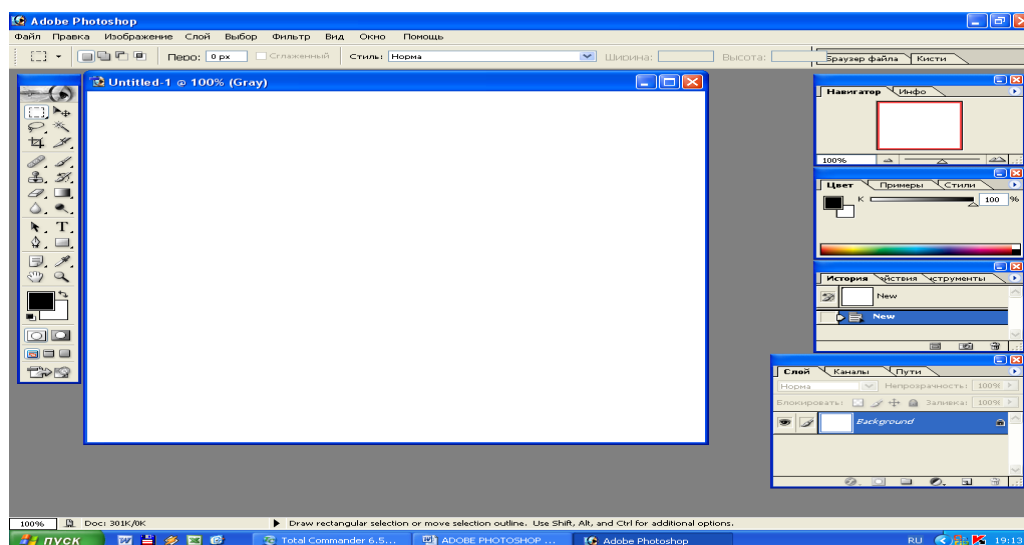 Adobe Photoshop
Файл Правка Изображение Слой Выбор Фильтр Вид Окно Помощь
Перо: 0 px Сглаженный Стиль: Норма Ширина: Высота: Браузер файла Кисти
Untitled-1 @ 100% (Gray)
Навигатор Инфо
100%
Цвет Примеры Стили
K 100 %
История йствия нструменты
New
New
Слой Каналы Пути
Норма Непрозрачность: 100%
Блокировать: Заливка: 100%
Background
100% Doc: 301K/0K Draw rectangular selection or move selection outline. Use Shift, Alt, and Ctrl for additional options.
пуск Total Commander 6.5... ADOBE PHOTOSHOP ... Adobe Photoshop RU 19:13